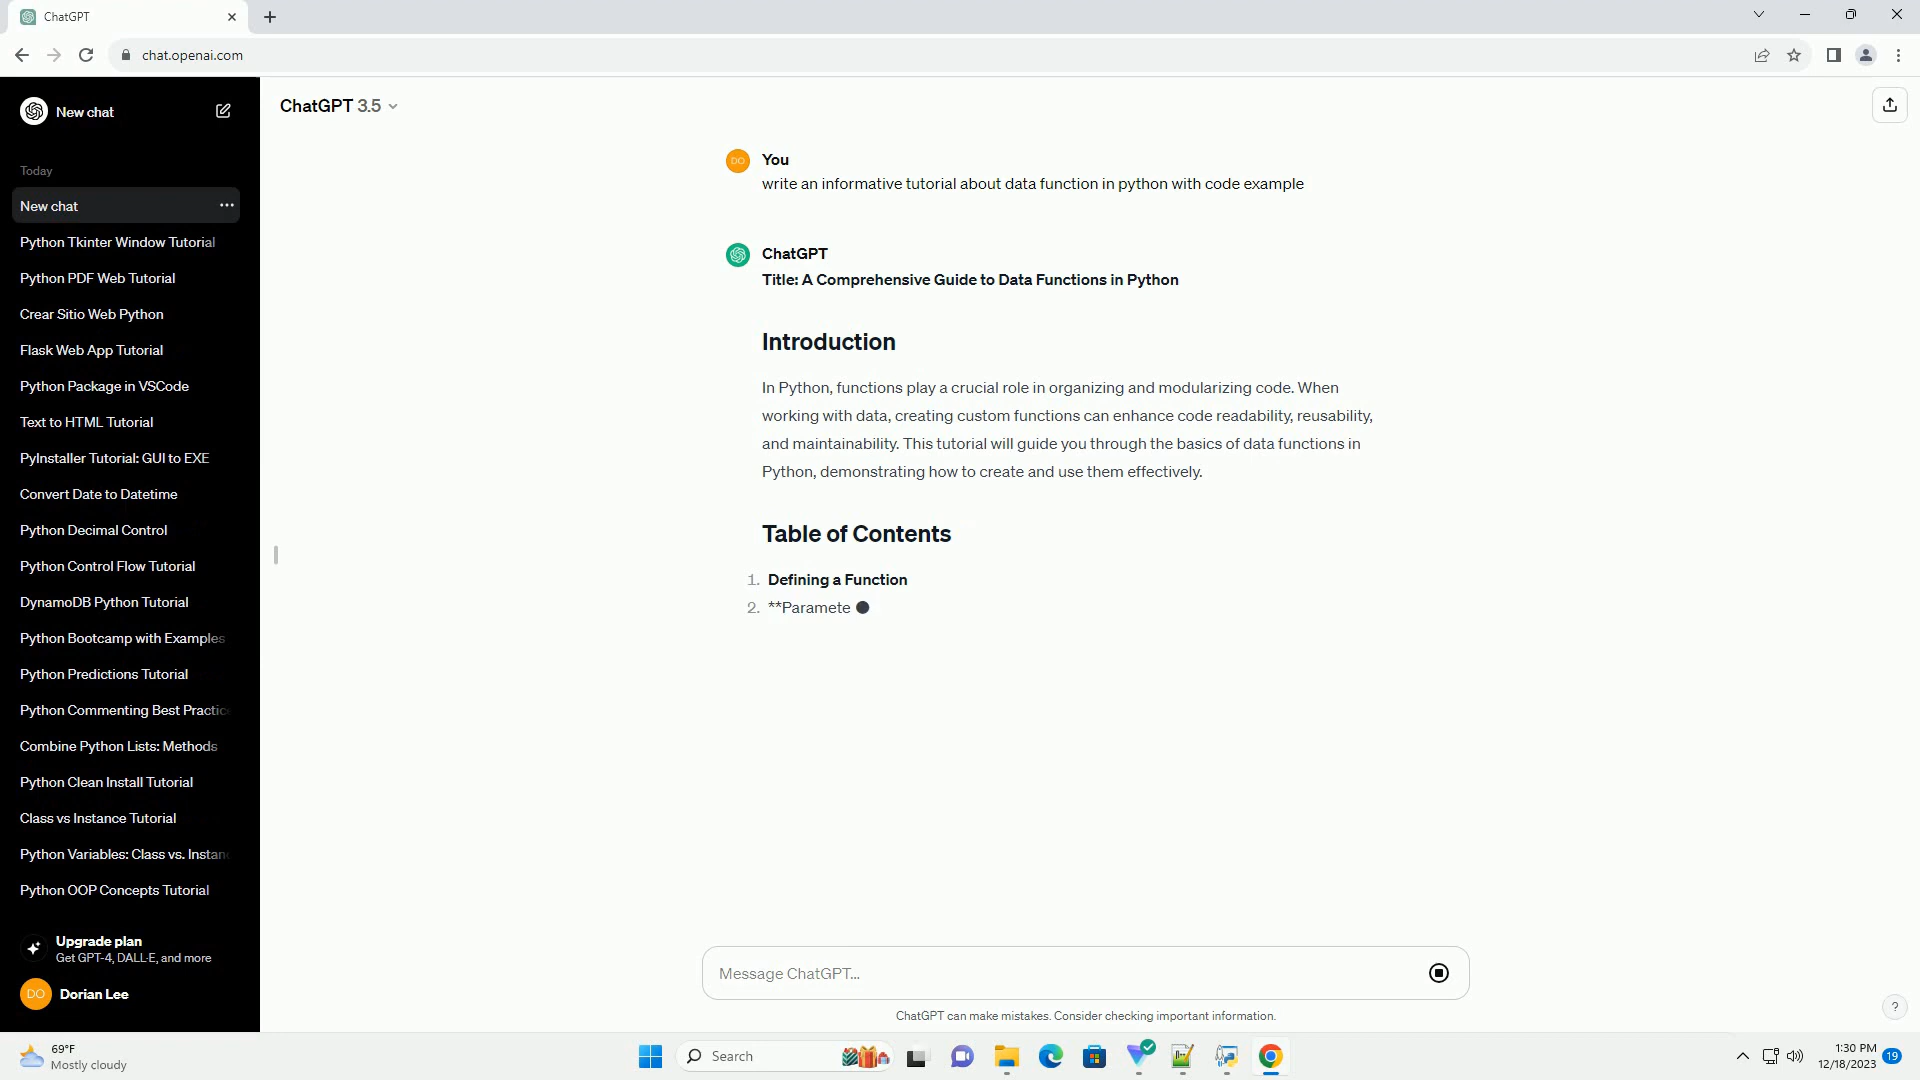 ChatGPT
chat.openai.com
New chat
Today
New chat
Python Tkinter Window Tutorial
Python PDF Web Tutorial
Crear Sitio Web Python
Flask Web App Tutorial
Python Package in VSCode
Text to HTML Tutorial
PyInstaller Tutorial: GUI to EXE
Convert Date to Datetime
Python Decimal Control
Python Control Flow Tutorial
DynamoDB Python Tutorial
Python Bootcamp with Examples
Python Predictions Tutorial
Python Commenting Best Practic
Combine Python Lists: Methods
Python Clean Install Tutorial
Class vs Instance Tutorial
Python Variables: Class vs. Instan
Python OOP Concepts Tutorial
Upgrade plan
Get GPT-4, DALL·E, and more
DO Dorian Lee
ChatGPT 3.5
DO You
write an informative tutorial about data function in python with code example
ChatGPT
Title: A Comprehensive Guide to Data Functions in Python
Introduction
In Python, functions play a crucial role in organizing and modularizing code. When
working with data, creating custom functions can enhance code readability, reusability,
and maintainability. This tutorial will guide you through the basics of data functions in
Python, demonstrating how to create and use them effectively.
Table of Contents
1. Defining a Function
2. **Paramete
Message ChatGPT...
ChatGPT can make mistakes. Consider checking important information.
?
69°F
Mostly cloudy
Search
1:30 PM
12/18/2023
19